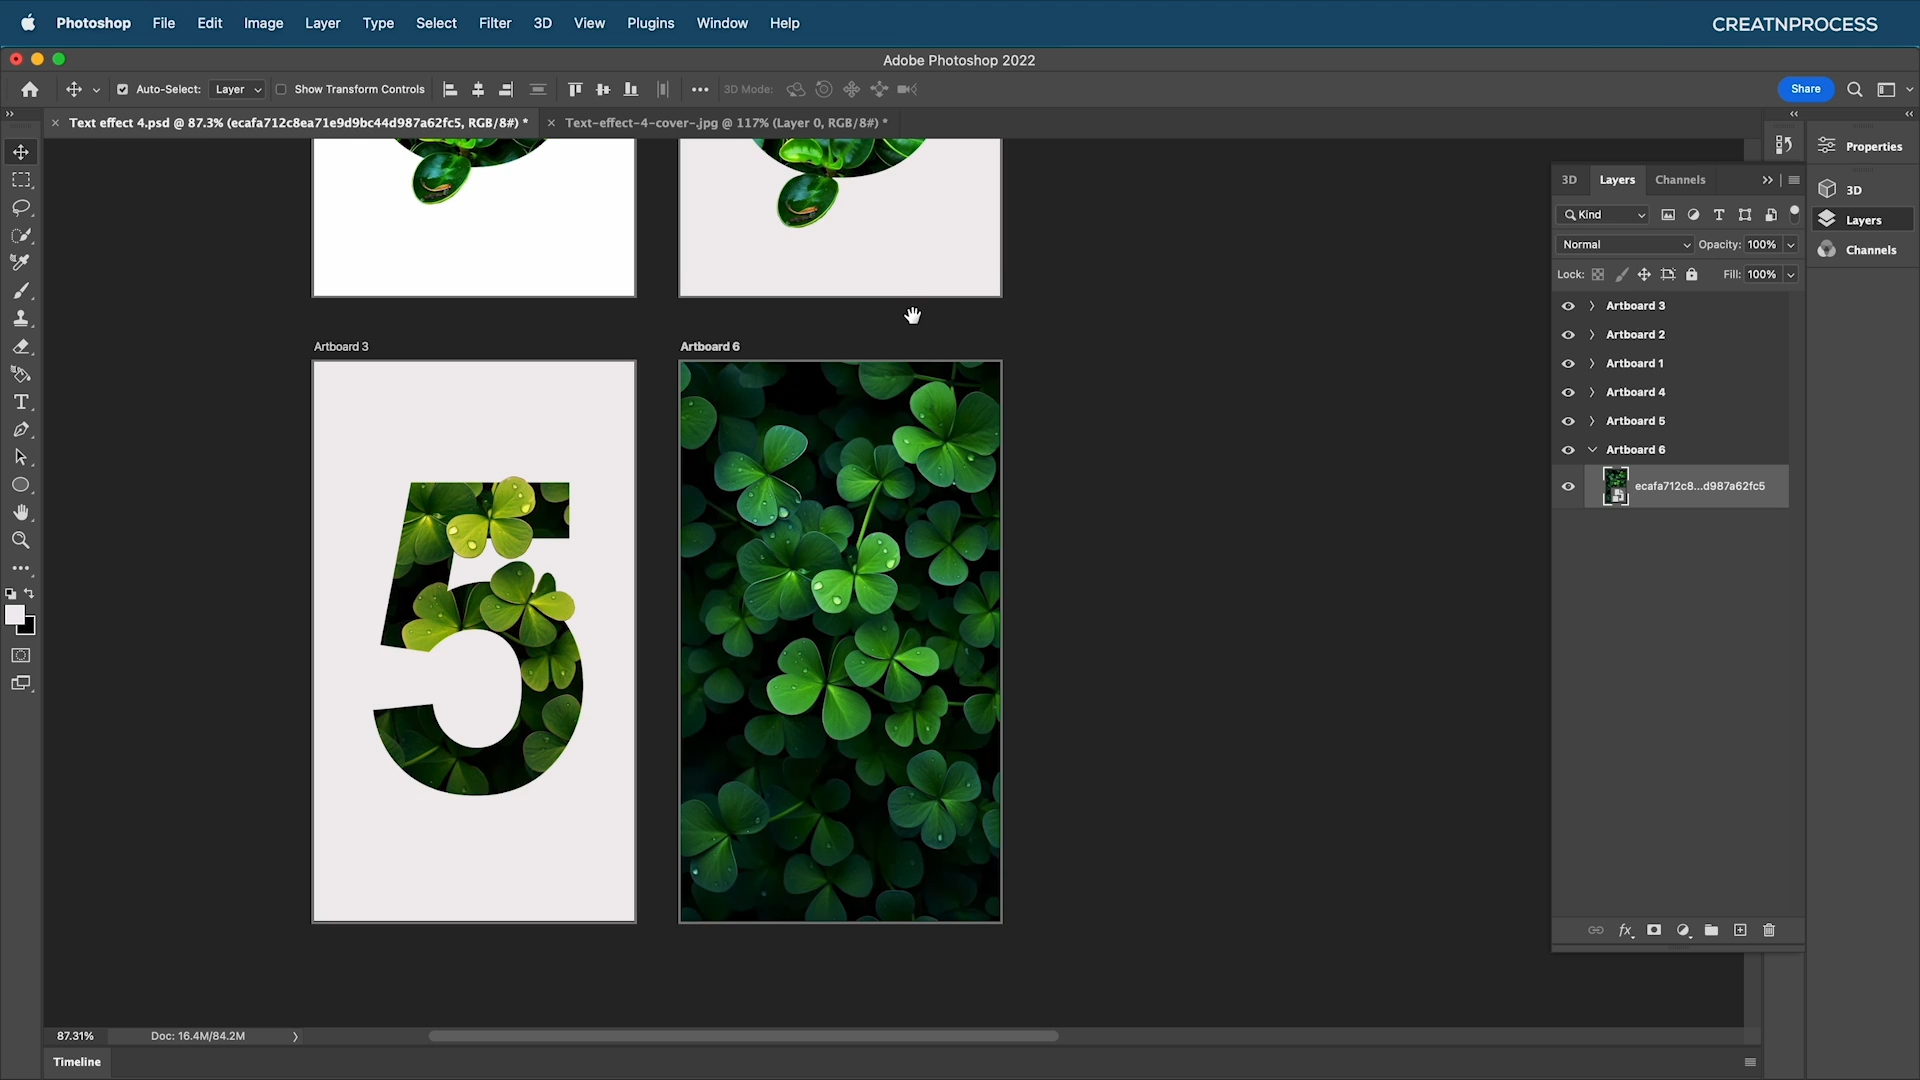 Photoshop File Edit Image Layer Type Select Filter 3D View Plugins Window Help
CREATNPROCESS
Adobe Photoshop 2022
Auto-Select: Layer Show Transform Controls ••• 3D Mode: Share
Text effect 4.psd @ 87.3% (ecafa712c8ea71e9d9bc44d987a62fc5, RGB/8#) * Text-effect-4-cover-.jpg @ 117% (Layer 0, RGB/8#) *
Properties
3D Layers Channels
3D
Kind
Layers
Normal Opacity: 100%
Channels
Lock: Fill: 100%
Artboard 3
Artboard 2
Artboard 1
Artboard 4
Artboard 5
Artboard 6
ecafa712c8...d987a62fc5
Artboard 3
Artboard 6
5
fx
87.31% Doc: 16.4M/84.2M
Timeline